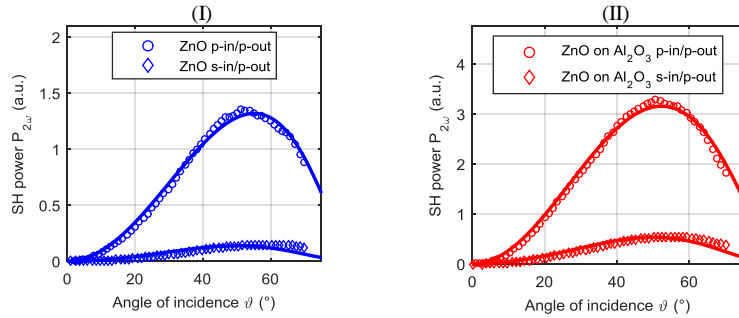 (I)
ZnO p-in/p-out
ZnO s-in/p-out
SH power P2ω (a.u.)
2
1.5
1
0.5
0
0 20 40 60
Angle of incidence ϑ (°)
(II)
ZnO on Al2O3 p-in/p-out
ZnO on Al2O3 s-in/p-out
SH power P2ω (a.u.)
4
3
2
1
0
0 20 40 60
Angle of incidence ϑ (°)